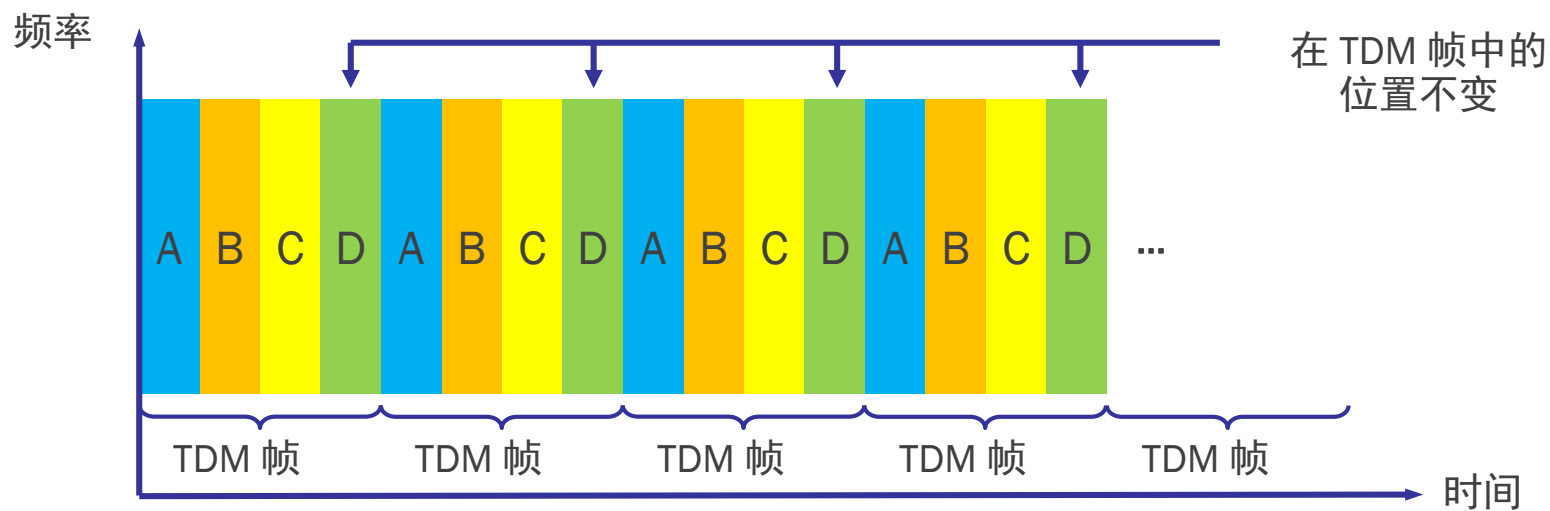 频率
在 TDM 帧中的
位置不变
A B C D A B C D A B C D A B C D ...
TDM 帧 TDM 帧 TDM 帧 TDM 帧 TDM 帧
时间